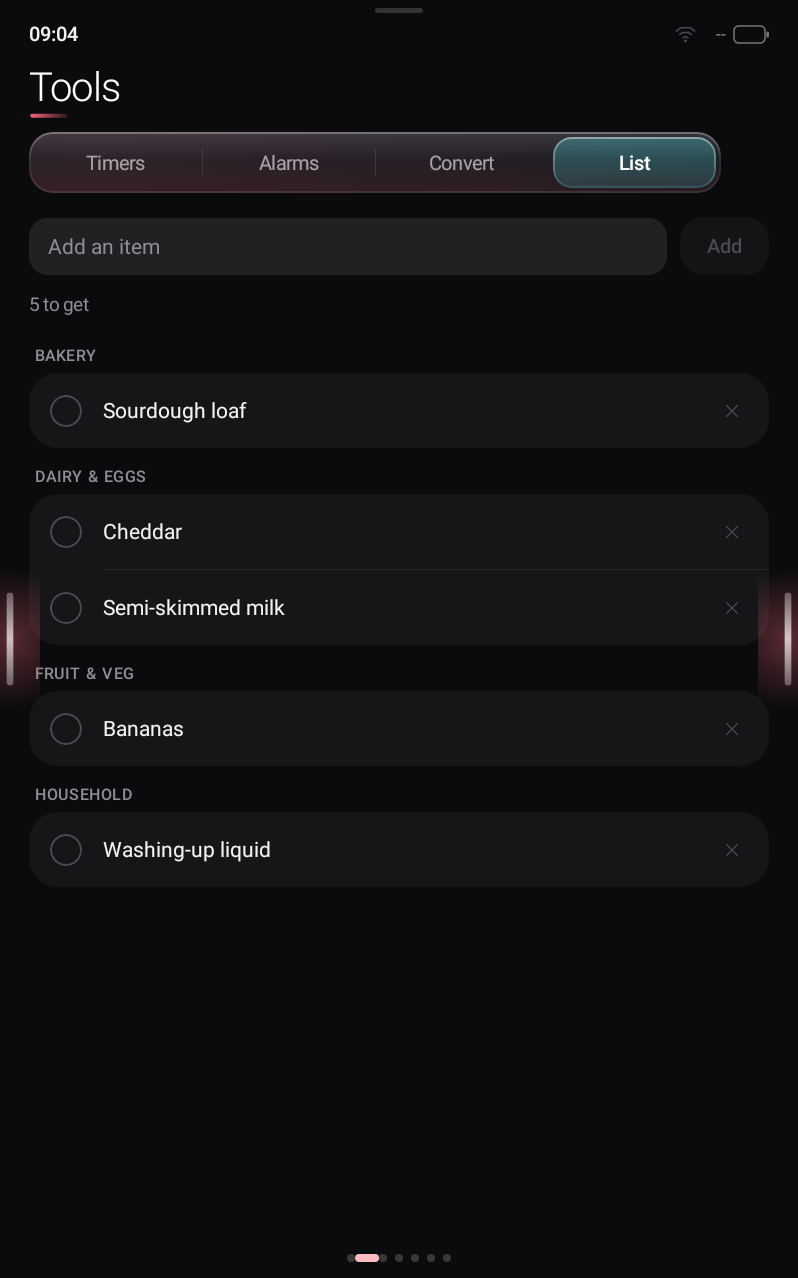 09:04
--
Tools
Timers
Alarms
Convert
List
Add an item
Add
5 to get
BAKERY
Sourdough loaf
DAIRY & EGGS
Cheddar
Semi-skimmed milk
FRUIT & VEG
Bananas
HOUSEHOLD
Washing-up liquid